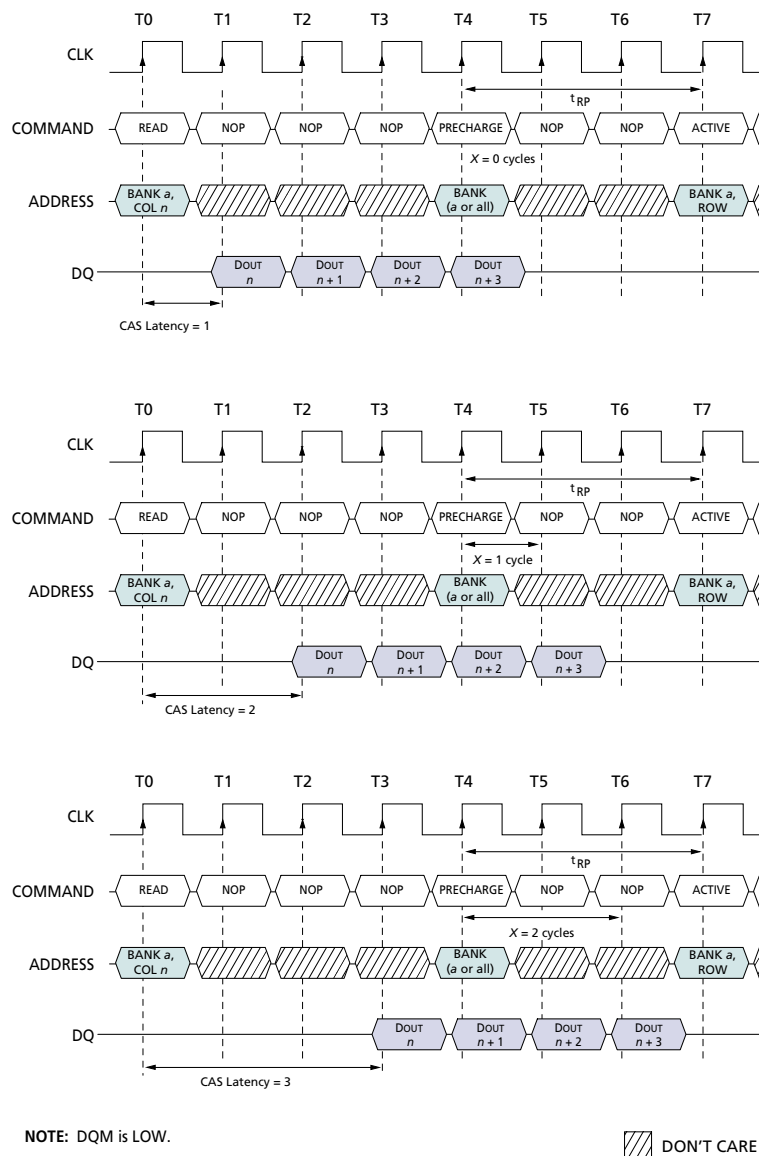 T0 T1 T2 T3 T4 T5 T6 T7
CLK
tRP
COMMAND READ NOP NOP NOP PRECHARGE NOP NOP ACTIVE
X = 0 cycles
ADDRESS BANK a, COL n BANK (a or all) BANK a, ROW
DQ DOUT n DOUT n + 1 DOUT n + 2 DOUT n + 3
CAS Latency = 1
T0 T1 T2 T3 T4 T5 T6 T7
CLK
tRP
COMMAND READ NOP NOP NOP PRECHARGE NOP NOP ACTIVE
X = 1 cycle
ADDRESS BANK a, COL n BANK (a or all) BANK a, ROW
DQ DOUT n DOUT n + 1 DOUT n + 2 DOUT n + 3
CAS Latency = 2
T0 T1 T2 T3 T4 T5 T6 T7
CLK
tRP
COMMAND READ NOP NOP NOP PRECHARGE NOP NOP ACTIVE
X = 2 cycles
ADDRESS BANK a, COL n BANK (a or all) BANK a, ROW
DQ DOUT n DOUT n + 1 DOUT n + 2 DOUT n + 3
CAS Latency = 3
NOTE: DQM is LOW.
DON'T CARE